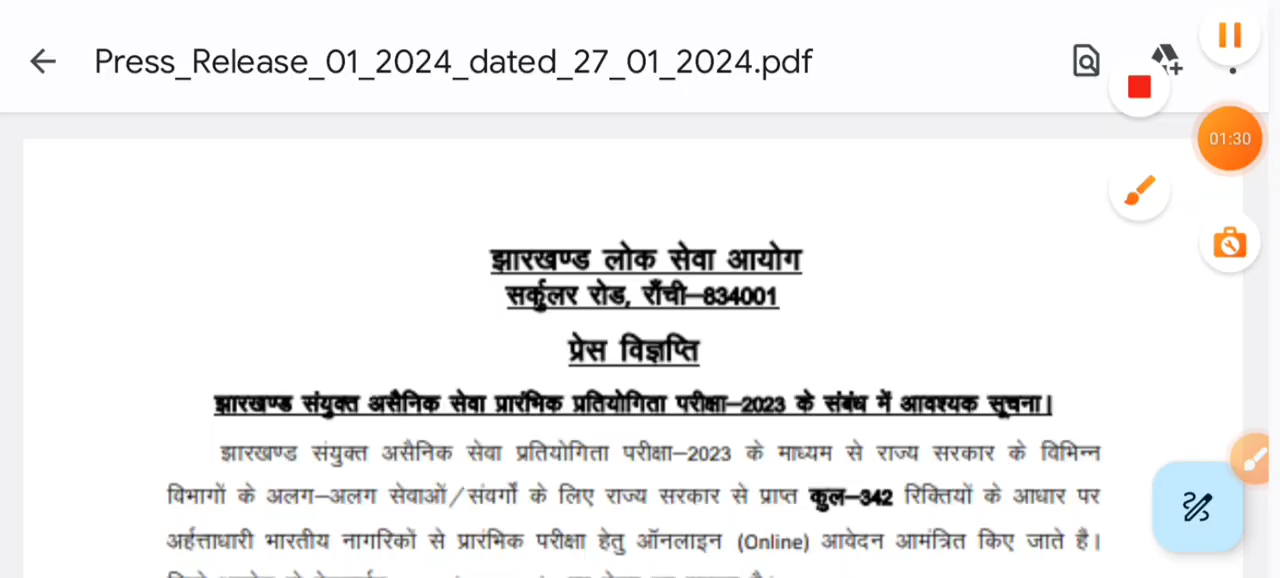 Press_Release_01_2024_dated_27_01_2024.pdf
01:30
झारखण्ड लोक सेवा आयोग
सर्कुलर रोड, राँची–834001
प्रेस विज्ञप्ति
झारखण्ड संयुक्त असैनिक सेवा प्रारंभिक प्रतियोगिता परीक्षा–2023 के संबंध में आवश्यक सूचना।
झारखण्ड संयुक्त असैनिक सेवा प्रतियोगिता परीक्षा–2023 के माध्यम से राज्य सरकार के विभिन्न
विभागों के अलग–अलग सेवाओं/संवर्गों के लिए राज्य सरकार से प्राप्त कुल–342 रिक्तियों के आधार पर
अर्हत्ताधारी भारतीय नागरिकों से प्रारंभिक परीक्षा हेतु ऑनलाइन (Online) आवेदन आमंत्रित किए जाते है।